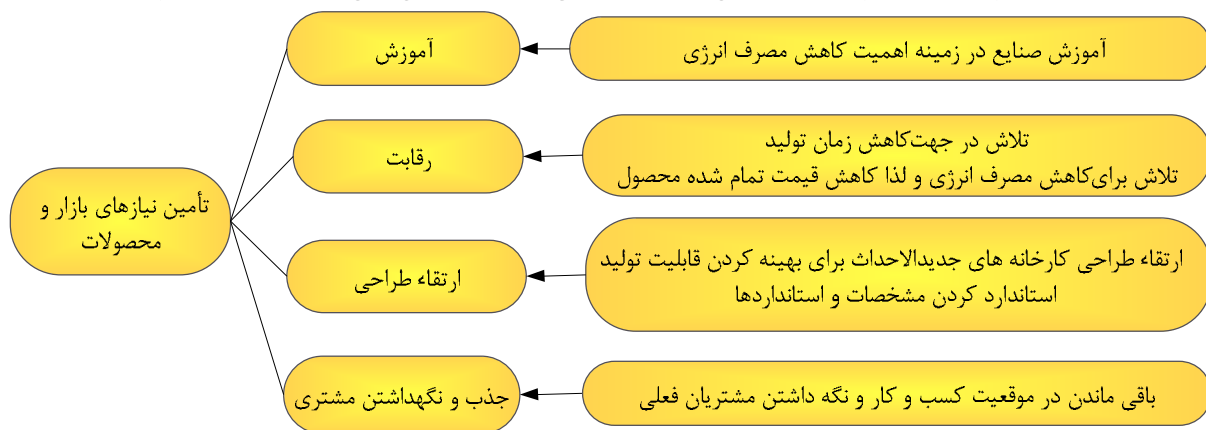 آموزش
آموزش صنایع در زمینه اهمیت کاهش مصرف انرژی
رقابت
تلاش در جهت‌کاهش زمان تولید
تلاش برای‌کاهش مصرف انرژی و لذا کاهش قیمت تمام شده محصول
تأمین نیازهای بازار و
محصولات
ارتقاء طراحی
ارتقاء طراحی کارخانه های جدیدالاحداث برای بهینه کردن قابلیت تولید
استاندارد کردن مشخصات و استانداردها
جذب و نگهداشتن مشتری
باقی ماندن در موقعیت کسب و کار و نگه داشتن مشتریان فعلی